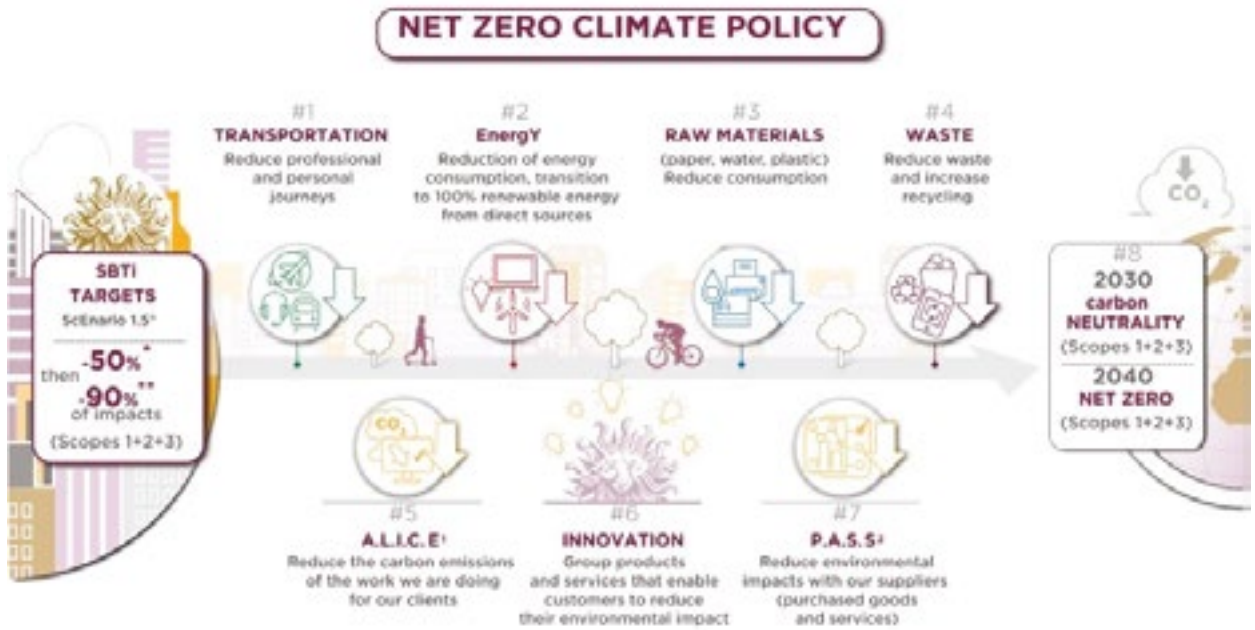 NET ZERO CLIMATE POLICY
#1
TRANSPORTATION
Reduce professional
and personal
journeys
#2
EnergY
Reduction of energy
consumption, transition
to 100% renewable energy
from direct sources
#3
RAW MATERIALS
(paper, water, plastic)
Reduce consumption
#4
WASTE
Reduce waste
and increase
recycling
SBTi
TARGETS
ScEnario 1.5°
-50%*
then
-90%**
of impacts
(Scopes 1+2+3)
CO₂
#8
2030
carbon
NEUTRALITY
(Scopes 1+2+3)
2040
NET ZERO
(Scopes 1+2+3)
CO₂
#5
A.L.I.C.E¹
Reduce the carbon emissions
of the work we are doing
for our clients
#6
INNOVATION
Group products
and services that enable
customers to reduce
their environmental impact
#7
P.A.S.S²
Reduce environmental
impacts with our suppliers
(purchased goods
and services)